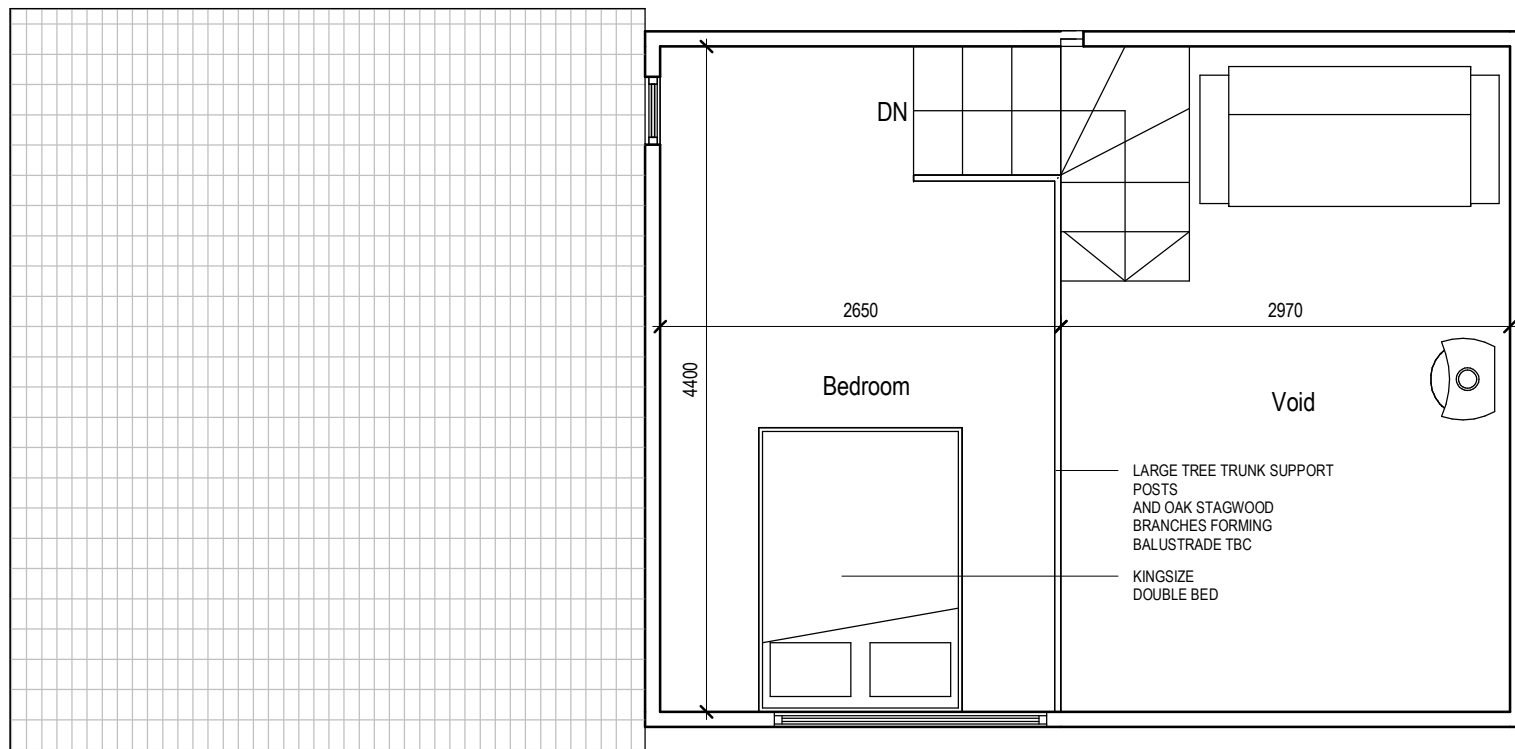 DN
2650
2970
4400
Bedroom
Void
LARGE TREE TRUNK SUPPORT
POSTS
AND OAK STAGWOOD
BRANCHES FORMING
BALUSTRADE TBC
KINGSIZE
DOUBLE BED